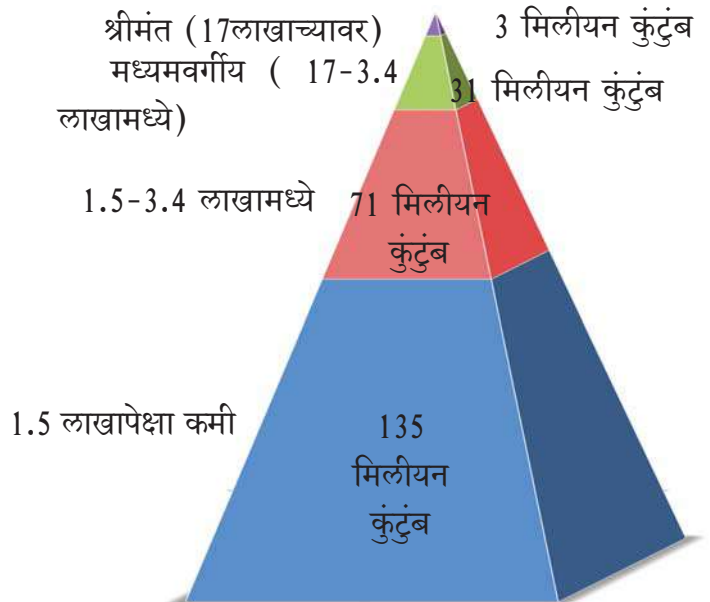 श्रीमंत (17लाखाच्यावर)
3 मिलीयन कुंटुंब
मध्यमवर्गीय ( 17-3.4
लाखामध्ये)
31 मिलीयन कुंटुंब
1.5-3.4 लाखामध्ये
71 मिलीयन
कुंटुंब
1.5 लाखापेक्षा कमी
135
मिलीयन
कुंटुंब